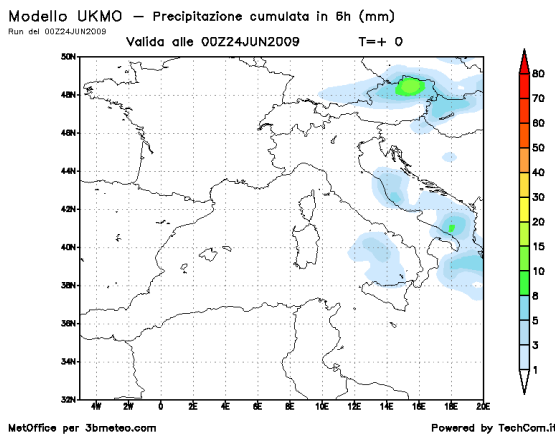 Modello UKMO – Precipitazione cumulata in 6h (mm)
Run del 00Z24JUN2009
Valida alle 00Z24JUN2009 T=+ 0
50N
48N
46N
44N
42N
40N
38N
36N
34N
32N
4W 2W 0 2E 4E 6E 8E 10E 12E 14E 16E 18E 20E
80
70
60
50
40
30
20
15
10
8
5
3
1
MetOffice per 3bmeteo.com Powered by TechCom.it